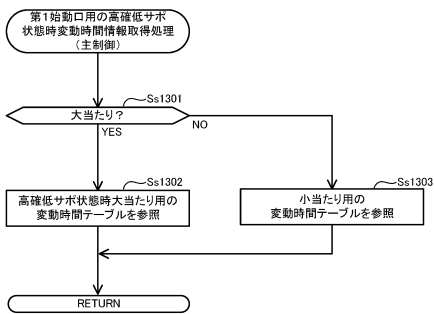 第1始動口用の高確低サポ
状態時変動時間情報取得処理
（主制御）
Ss1301
大当たり？
YES
NO
Ss1302
高確低サポ状態時大当たり用の
変動時間テーブルを参照
Ss1303
小当たり用の
変動時間テーブルを参照
RETURN